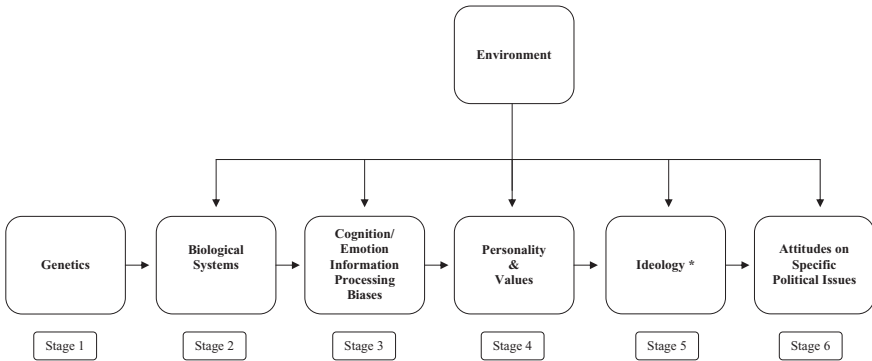 Environment
Genetics
Biological
Systems
Cognition/
Emotion
Information
Processing
Biases
Personality
&
Values
Ideology *
Attitudes on
Specific
Political Issues
Stage 1
Stage 2
Stage 3
Stage 4
Stage 5
Stage 6